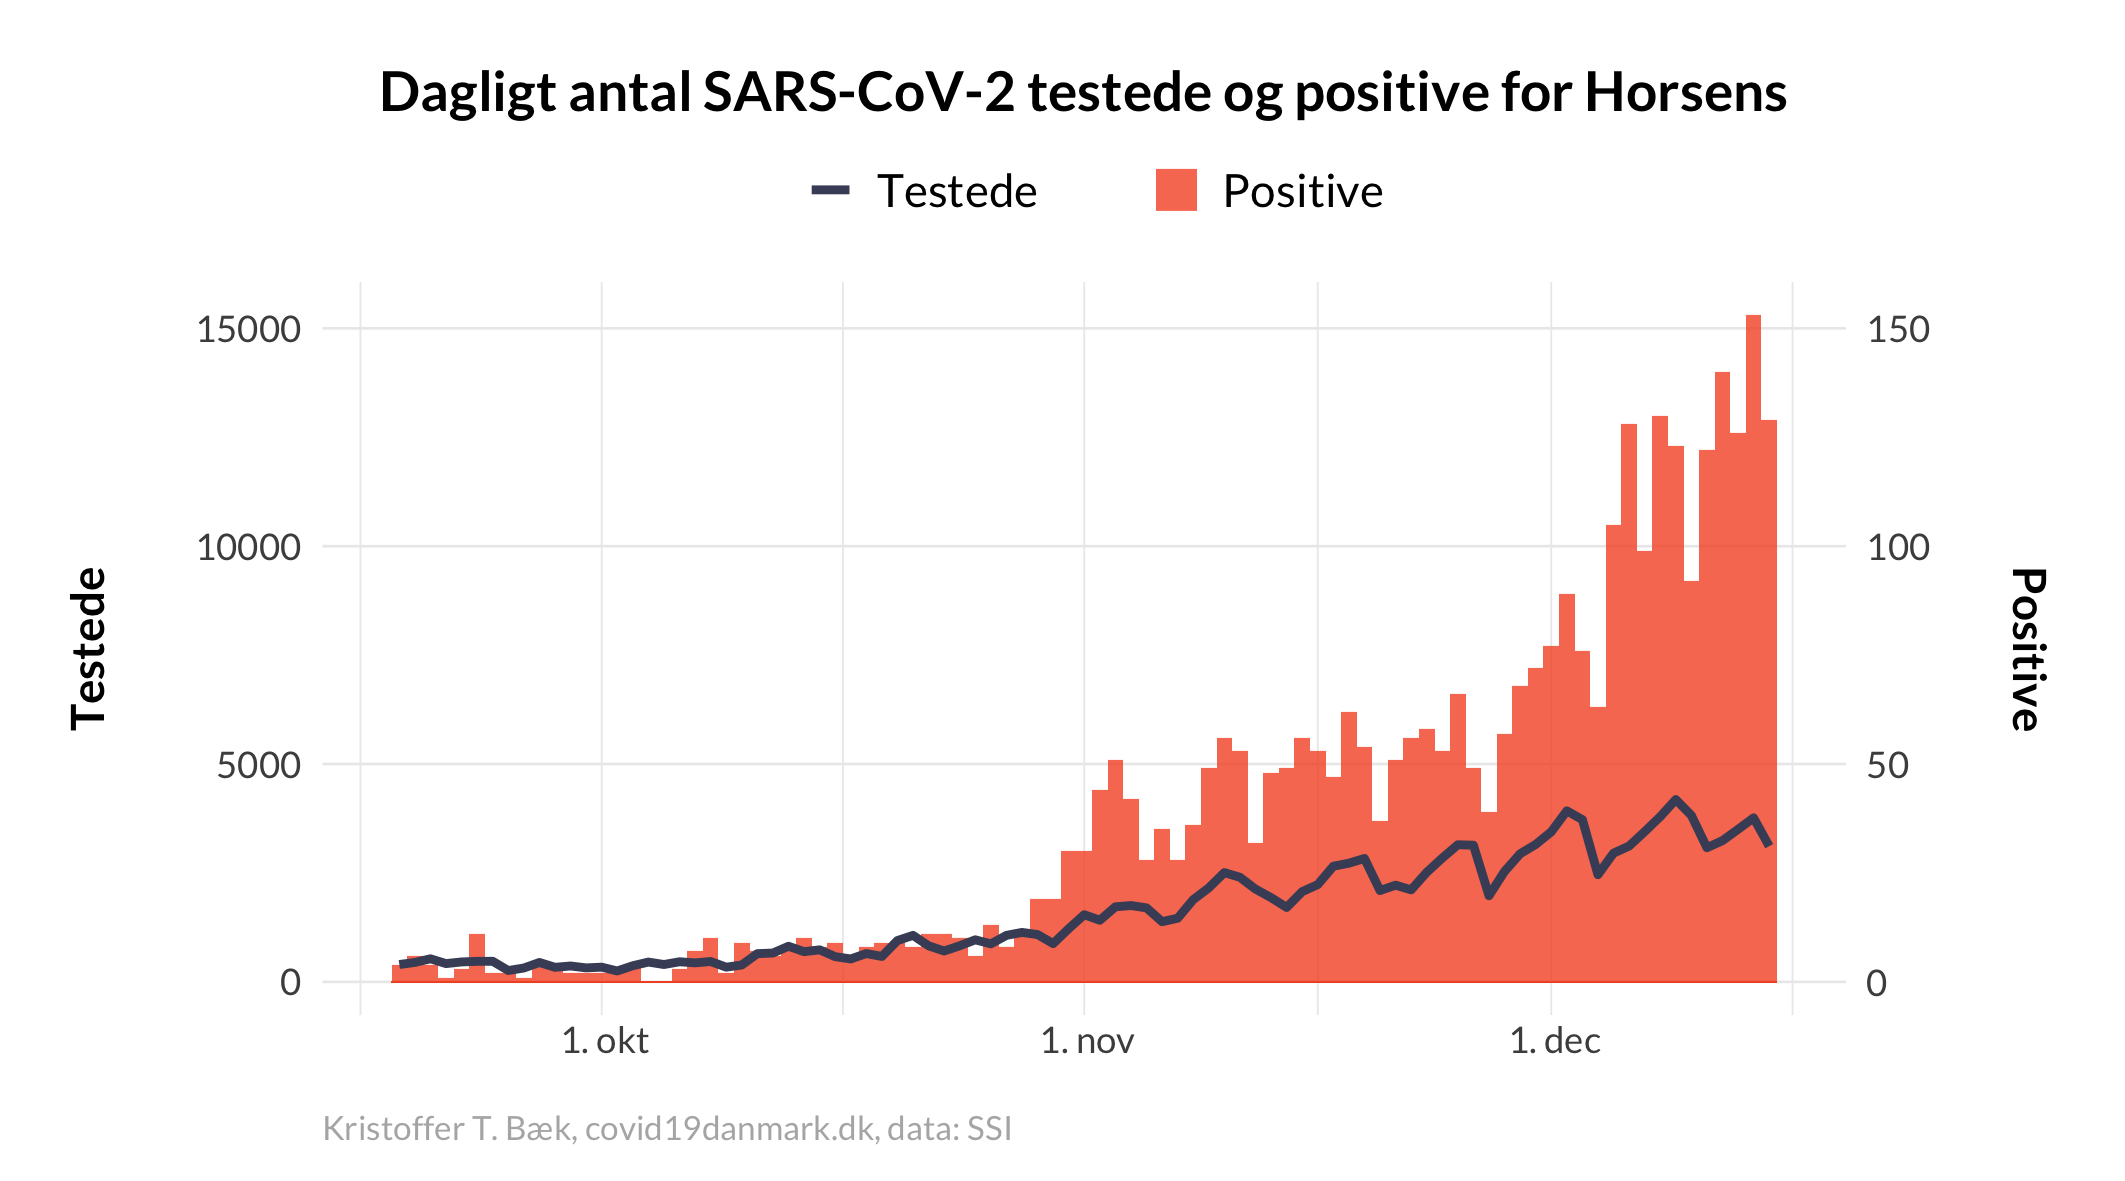 Dagligt antal SARS-CoV-2 testede og positive for Horsens
Testede
Positive
15000
10000
5000
0
150
100
50
0
Testede
Positive
1. okt
1. nov
1. dec
Kristoffer T. Bæk, covid19danmark.dk, data: SSI